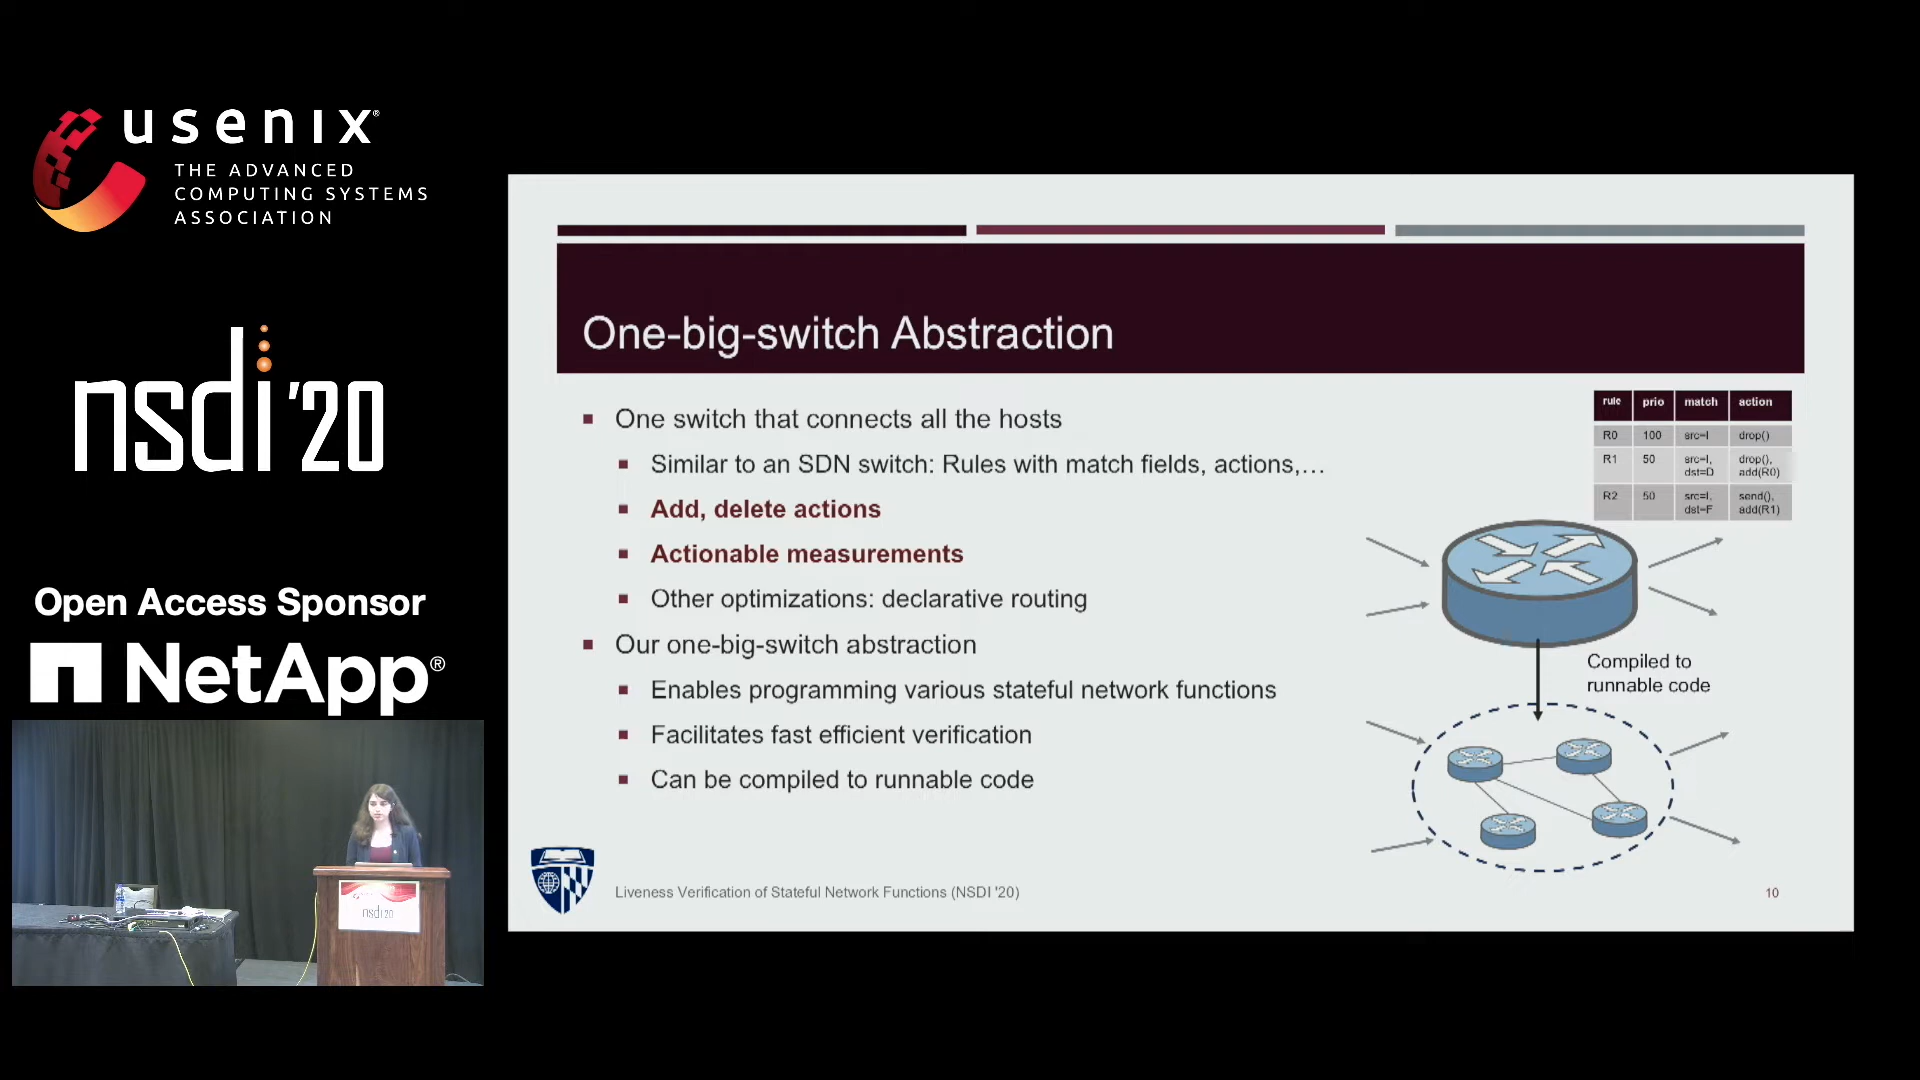 usenix®
THE ADVANCED
COMPUTING SYSTEMS
ASSOCIATION
nsdi '20
Open Access Sponsor
NetApp®
nsdi'20
One-big-switch Abstraction
▪ One switch that connects all the hosts
▪ Similar to an SDN switch: Rules with match fields, actions,…
▪ Add, delete actions
▪ Actionable measurements
▪ Other optimizations: declarative routing
▪ Our one-big-switch abstraction
▪ Enables programming various stateful network functions
▪ Facilitates fast efficient verification
▪ Can be compiled to runnable code
rule prio match action
R0 100 src=I drop()
R1 50 src=I, drop(),
dst=D add(R0)
R2 50 src=I, send(),
dst=F add(R1)
Compiled to
runnable code
Liveness Verification of Stateful Network Functions (NSDI '20)
10